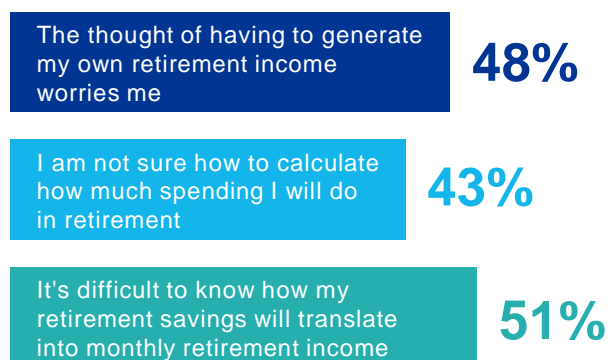 The thought of having to generate
my own retirement income
worries me
48%
I am not sure how to calculate
how much spending I will do
in retirement
43%
It's difficult to know how my
retirement savings will translate
into monthly retirement income
51%